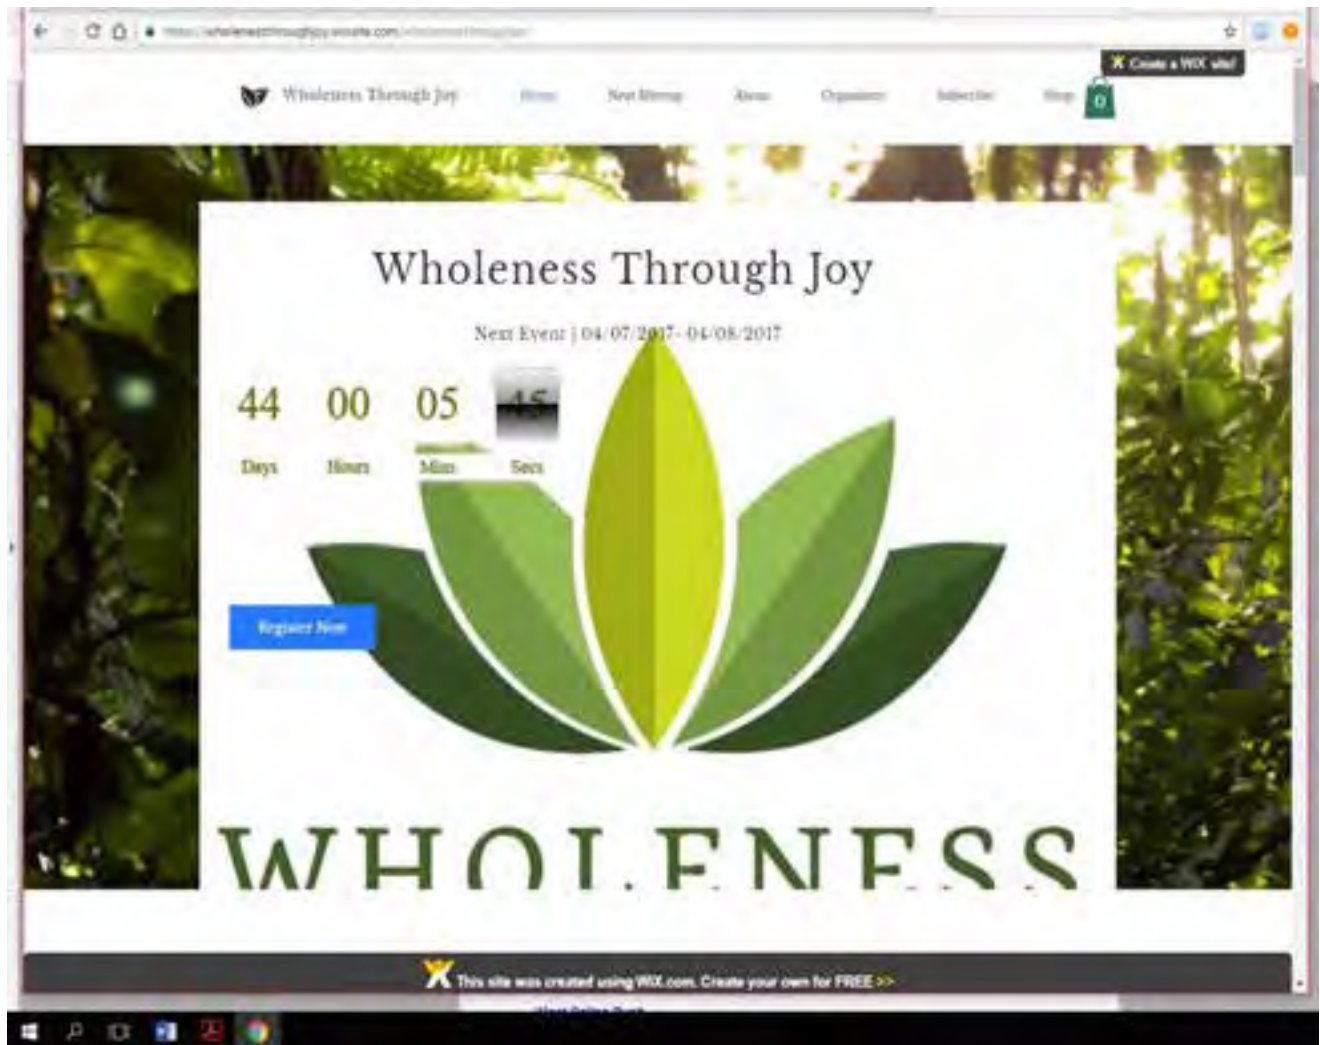 Create a WIX site!
Wholeness Through Joy Home Next Retreat About Organizers Subscribe Shop 0
Wholeness Through Joy
Next Event | 04/07/2017- 04/08/2017
44 00 05 45
Days Hours Mins Secs
Register Now
WHOLENESS
This site was created using WIX.com. Create your own for FREE >>